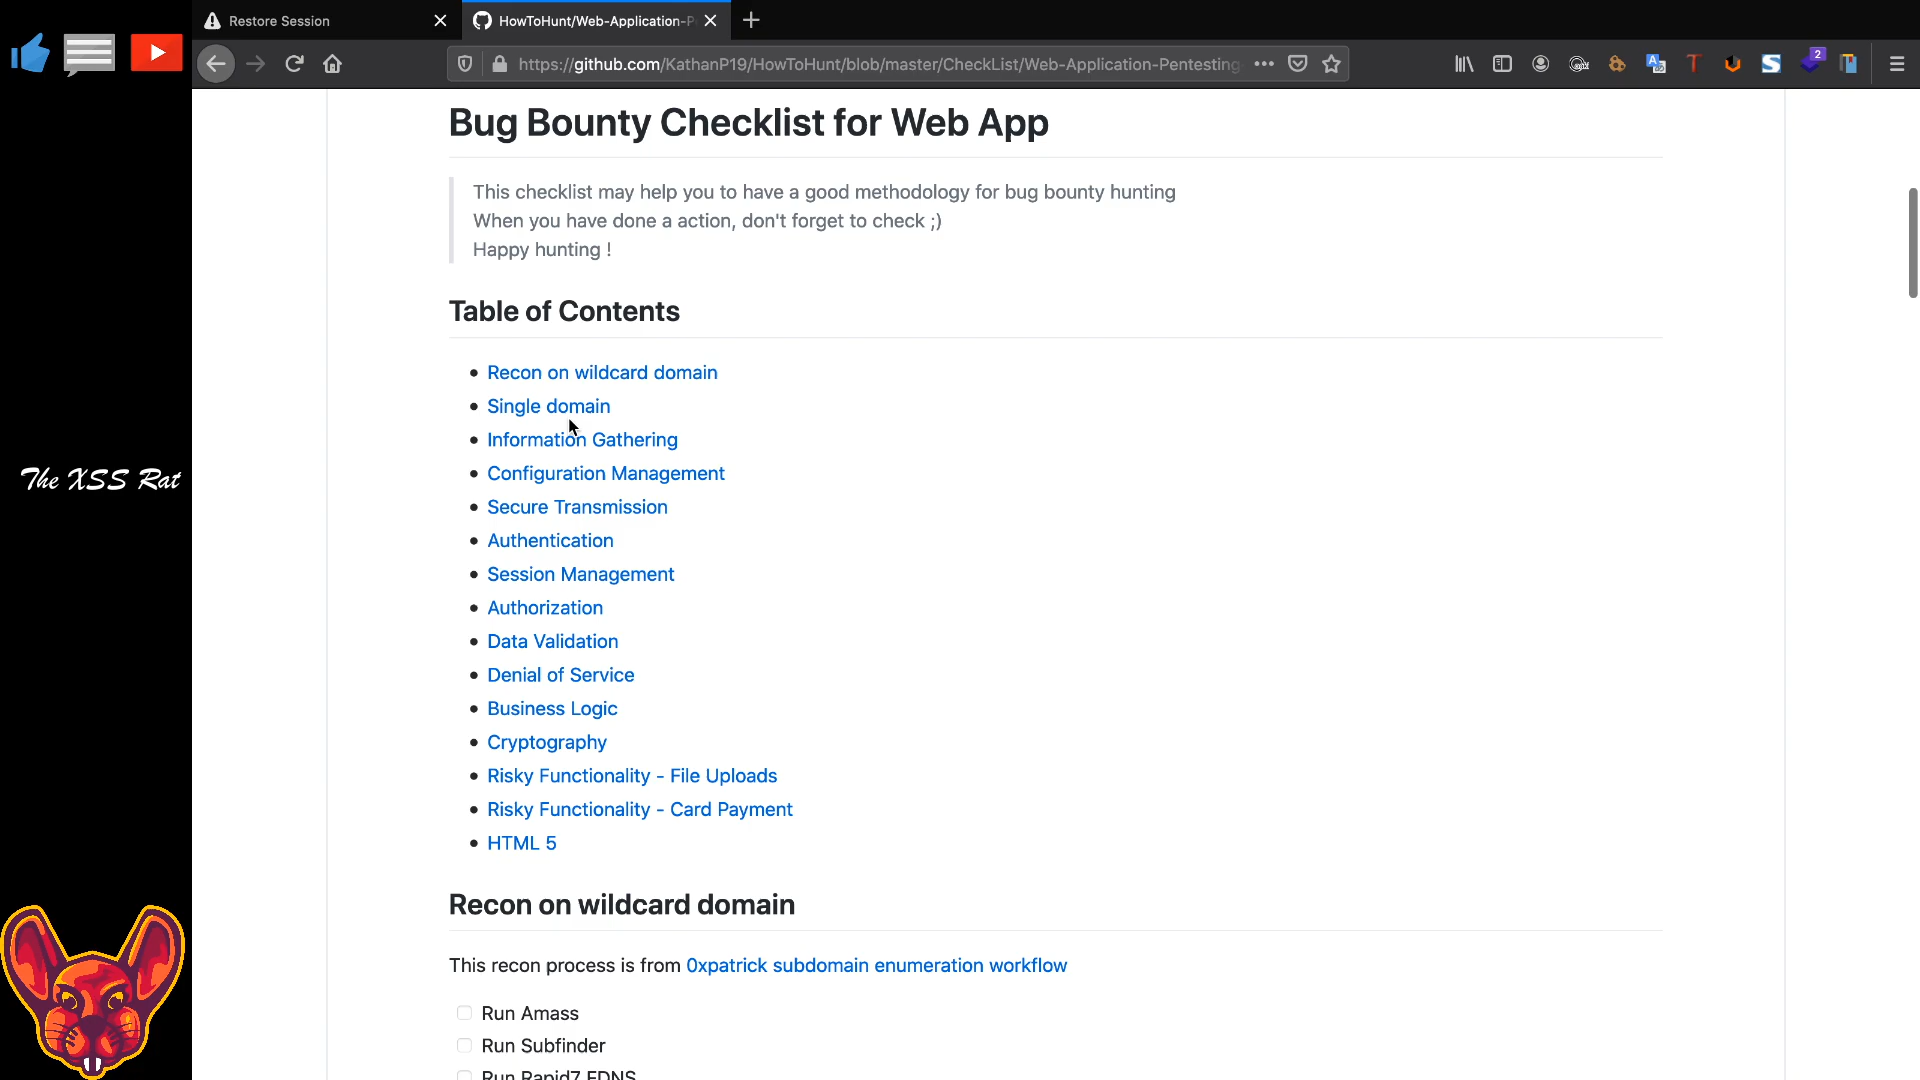 Restore Session
HowToHunt/Web-Application-P
https://github.com/KathanP19/HowToHunt/blob/master/CheckList/Web-Application-Pentesting
2
Bug Bounty Checklist for Web App
This checklist may help you to have a good methodology for bug bounty hunting
When you have done a action, don't forget to check ;)
Happy hunting !
Table of Contents
Recon on wildcard domain
Single domain
Information Gathering
Configuration Management
Secure Transmission
The XSS Rat
Authentication
Session Management
Authorization
Data Validation
Denial of Service
Business Logic
Cryptography
Risky Functionality - File Uploads
Risky Functionality - Card Payment
HTML 5
Recon on wildcard domain
This recon process is from 0xpatrick subdomain enumeration workflow
Run Amass
Run Subfinder
Run Rapid7 FDNS